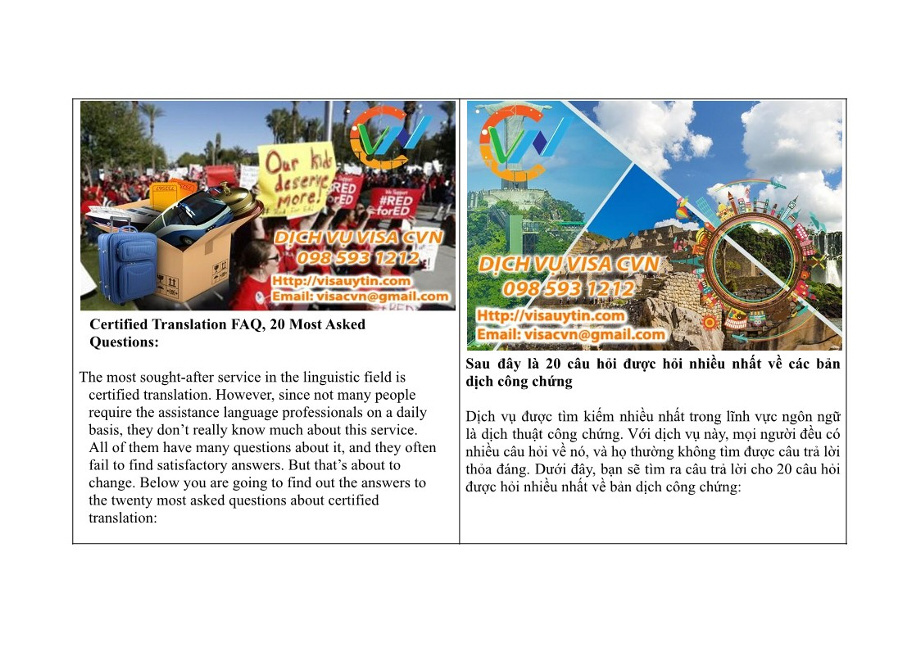 Our kids
deserve
more!
RED
forED
#RED
forED
CVN
DỊCH VỤ VISA CVN
098 593 1212
Http://visauytin.com
Email: visacvn@gmail.com
Certified Translation FAQ, 20 Most Asked
Questions:
The most sought-after service in the linguistic field is
certified translation. However, since not many people
require the assistance language professionals on a daily
basis, they don’t really know much about this service.
All of them have many questions about it, and they often
fail to find satisfactory answers. But that’s about to
change. Below you are going to find out the answers to
the twenty most asked questions about certified
translation:
CVN
DỊCH VỤ VISA CVN
098 593 1212
Http://visauytin.com
Email: visacvn@gmail.com
Sau đây là 20 câu hỏi được hỏi nhiều nhất về các bản
dịch công chứng
Dịch vụ được tìm kiếm nhiều nhất trong lĩnh vực ngôn ngữ
là dịch thuật công chứng. Với dịch vụ này, mọi người đều có
nhiều câu hỏi về nó, và họ thường không tìm được câu trả lời
thỏa đáng. Dưới đây, bạn sẽ tìm ra câu trả lời cho 20 câu hỏi
được hỏi nhiều nhất về bản dịch công chứng: